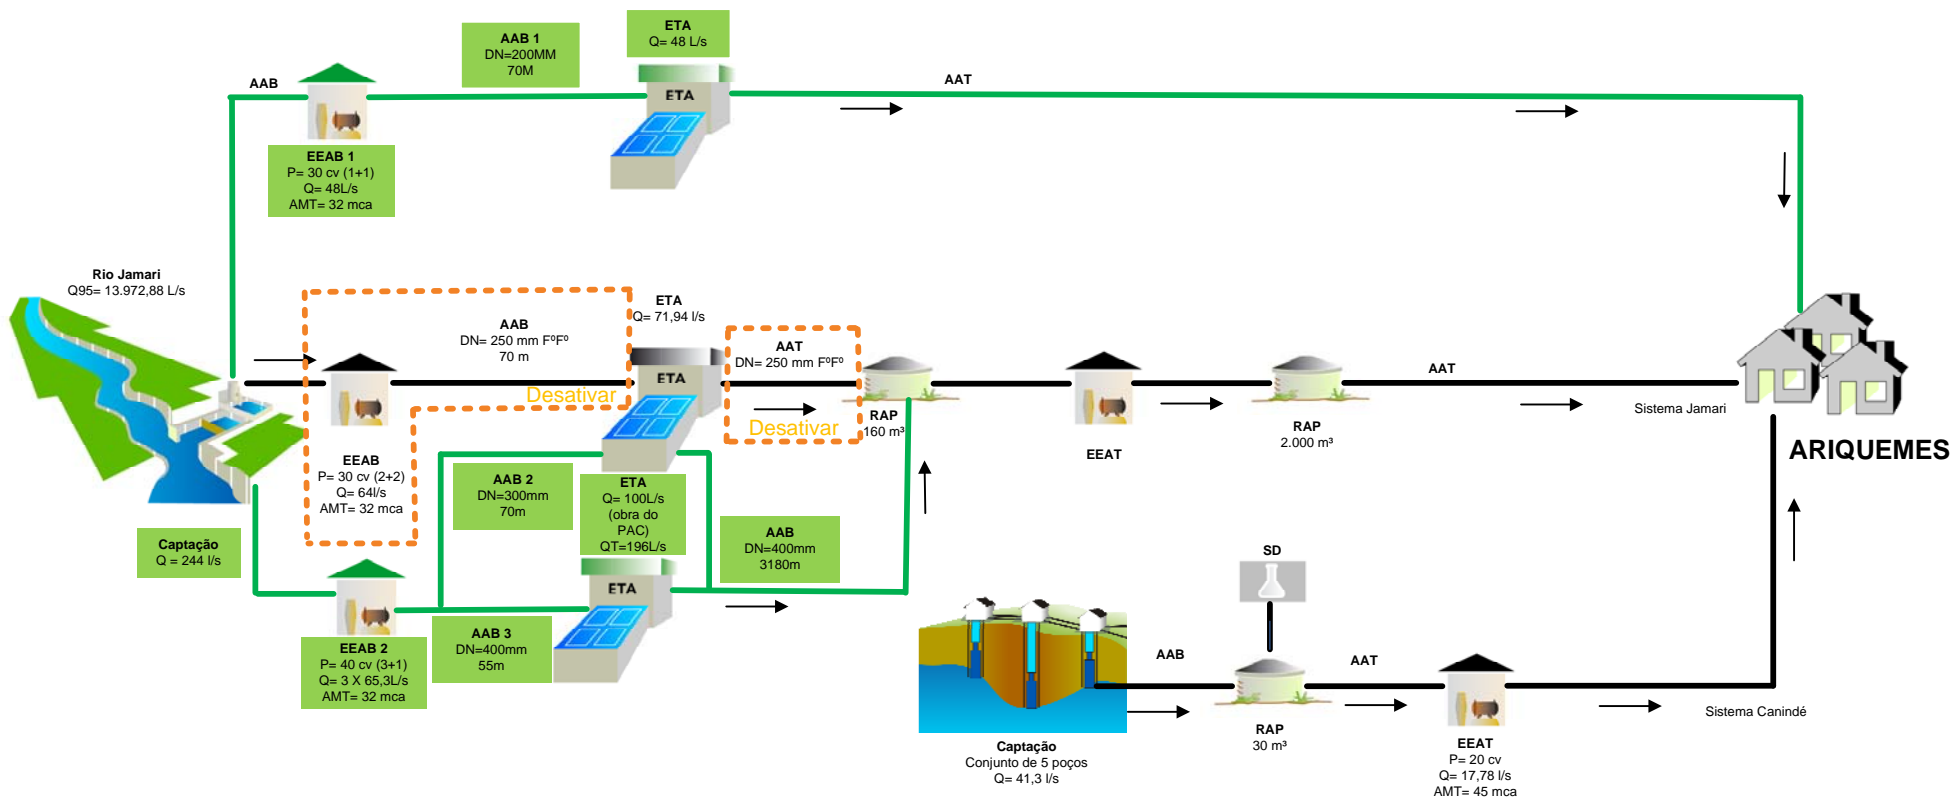 ETA
Q= 48 L/s
AAB 1
DN=200MM
70M
AAB
ETA
AAT
EEAB 1
P= 30 cv (1+1)
Q= 48L/s
AMT= 32 mca
Rio Jamari
Q95= 13.972,88 L/s
AAB
DN= 250 mm FºFº
70 m
ETA
Q= 71,94 l/s
ETA
Desativar
AAT
DN= 250 mm FºFº
Desativar
RAP
160 m³
EEAT
RAP
2.000 m³
AAT
Sistema Jamari
ARIQUEMES
EEAB
P= 30 cv (2+2)
Q= 64l/s
AMT= 32 mca
AAB 2
DN=300mm
70m
ETA
Q= 100L/s
(obra do
PAC)
QT=196L/s
AAB
DN=400mm
3180m
Captação
Q = 244 l/s
ETA
EEAB 2
P= 40 cv (3+1)
Q= 3 X 65,3L/s
AMT= 32 mca
AAB 3
DN=400mm
55m
SD
AAB
AAT
Captação
Conjunto de 5 poços
Q= 41,3 l/s
RAP
30 m³
EEAT
P= 20 cv
Q= 17,78 l/s
AMT= 45 mca
Sistema Canindé